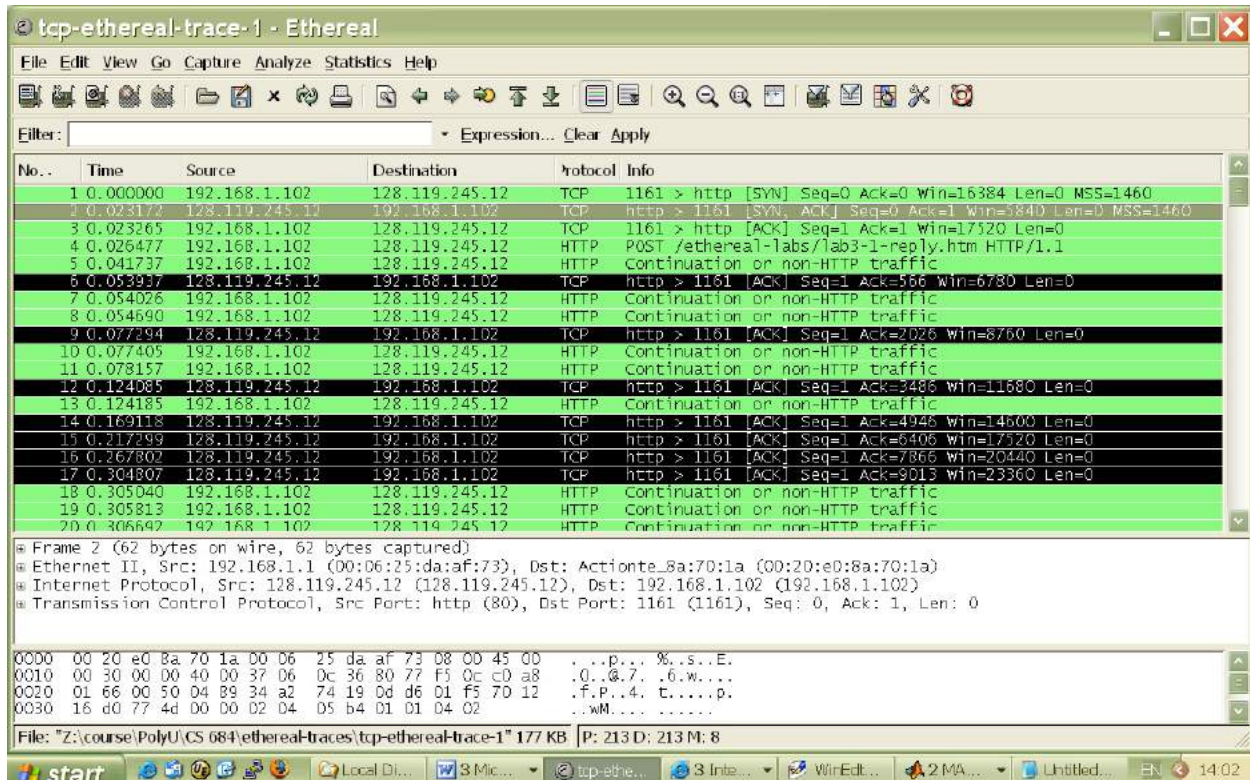 tcp-ethereal-trace-1 - Ethereal
File Edit View Go Capture Analyze Statistics Help
Filter: Expression... Clear Apply
No. . Time Source Destination Protocol Info
1 0.000000 192.168.1.102 128.119.245.12 TCP 1161 > http [SYN] Seq=0 Ack=0 Win=16384 Len=0 MSS=1460
2 0.023172 128.119.245.12 192.168.1.102 TCP http > 1161 [SYN, ACK] Seq=0 Ack=1 Win=5840 Len=0 MSS=1460
3 0.023265 192.168.1.102 128.119.245.12 TCP 1161 > http [ACK] Seq=1 Ack=1 Win=17520 Len=0
4 0.026477 192.168.1.102 128.119.245.12 HTTP POST /ethereal-labs/lab3-1-reply.htm HTTP/1.1
5 0.041737 192.168.1.102 128.119.245.12 HTTP Continuation or non-HTTP traffic
6 0.053937 128.119.245.12 192.168.1.102 TCP http > 1161 [ACK] Seq=1 Ack=566 Win=6780 Len=0
7 0.054026 192.168.1.102 128.119.245.12 HTTP Continuation or non-HTTP traffic
8 0.054690 192.168.1.102 128.119.245.12 HTTP Continuation or non-HTTP traffic
9 0.077294 128.119.245.12 192.168.1.102 TCP http > 1161 [ACK] Seq=1 Ack=2026 Win=8760 Len=0
10 0.077405 192.168.1.102 128.119.245.12 HTTP Continuation or non-HTTP traffic
11 0.078157 192.168.1.102 128.119.245.12 HTTP Continuation or non-HTTP traffic
12 0.124085 128.119.245.12 192.168.1.102 TCP http > 1161 [ACK] Seq=1 Ack=3486 Win=11680 Len=0
13 0.124185 192.168.1.102 128.119.245.12 HTTP Continuation or non-HTTP traffic
14 0.169118 128.119.245.12 192.168.1.102 TCP http > 1161 [ACK] Seq=1 Ack=4946 Win=14600 Len=0
15 0.217299 128.119.245.12 192.168.1.102 TCP http > 1161 [ACK] Seq=1 Ack=6406 Win=17520 Len=0
16 0.267802 128.119.245.12 192.168.1.102 TCP http > 1161 [ACK] Seq=1 Ack=7866 Win=20440 Len=0
17 0.304807 128.119.245.12 192.168.1.102 TCP http > 1161 [ACK] Seq=1 Ack=9013 Win=23360 Len=0
18 0.305040 192.168.1.102 128.119.245.12 HTTP Continuation or non-HTTP traffic
19 0.305813 192.168.1.102 128.119.245.12 HTTP Continuation or non-HTTP traffic
20 0.306692 192.168.1.102 128.119.245.12 HTTP Continuation or non-HTTP traffic
Frame 2 (62 bytes on wire, 62 bytes captured)
Ethernet II, Src: 192.168.1.1 (00:06:25:da:af:73), Dst: Actionte_8a:70:1a (00:20:e0:8a:70:1a)
Internet Protocol, Src: 128.119.245.12 (128.119.245.12), Dst: 192.168.1.102 (192.168.1.102)
Transmission Control Protocol, Src Port: http (80), Dst Port: 1161 (1161), Seq: 0, Ack: 1, Len: 0
0000 00 20 e0 8a 70 1a 00 06 25 da af 73 08 00 45 00 . ..p... %..s..E.
0010 00 30 00 00 40 00 37 06 0c 36 80 77 f5 0c c0 a8 .0..@.7. .6.w....
0020 01 66 00 50 04 89 34 a2 74 19 0d d6 01 f5 70 12 .f.P..4. t.....p.
0030 16 d0 77 4d 00 00 02 04 05 b4 01 01 04 02 ..wM.... ......
File: "Z:\course\PolyU\CS 684\ethereal-traces\tcp-ethereal-trace-1" 177 KB P: 213 D: 213 M: 8
start Local Di... 3 Mic... tcp-ethe... 3 Inte... WinEdt... 2 MA... Untitled... EN 14:02